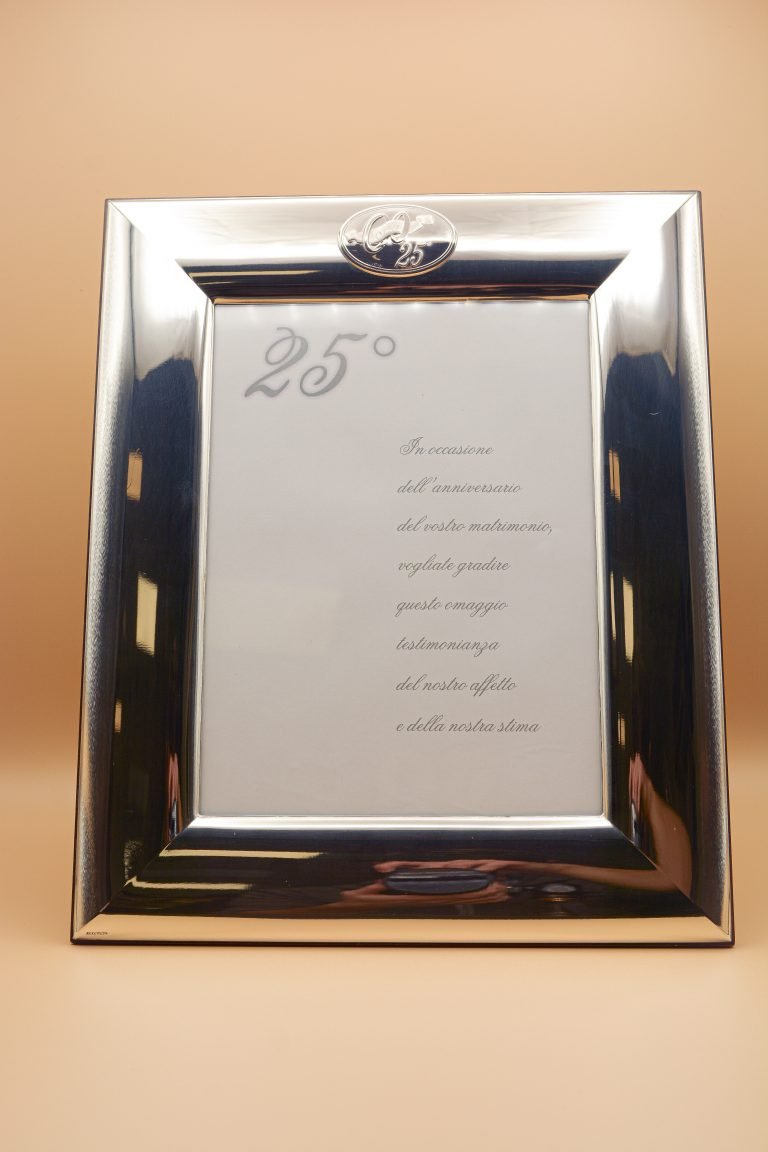 25
25°
In occasione
dell'anniversario
del vostro matrimonio,
vogliate gradire
questo omaggio
testimonianza
del nostro affetto
e della nostra stima